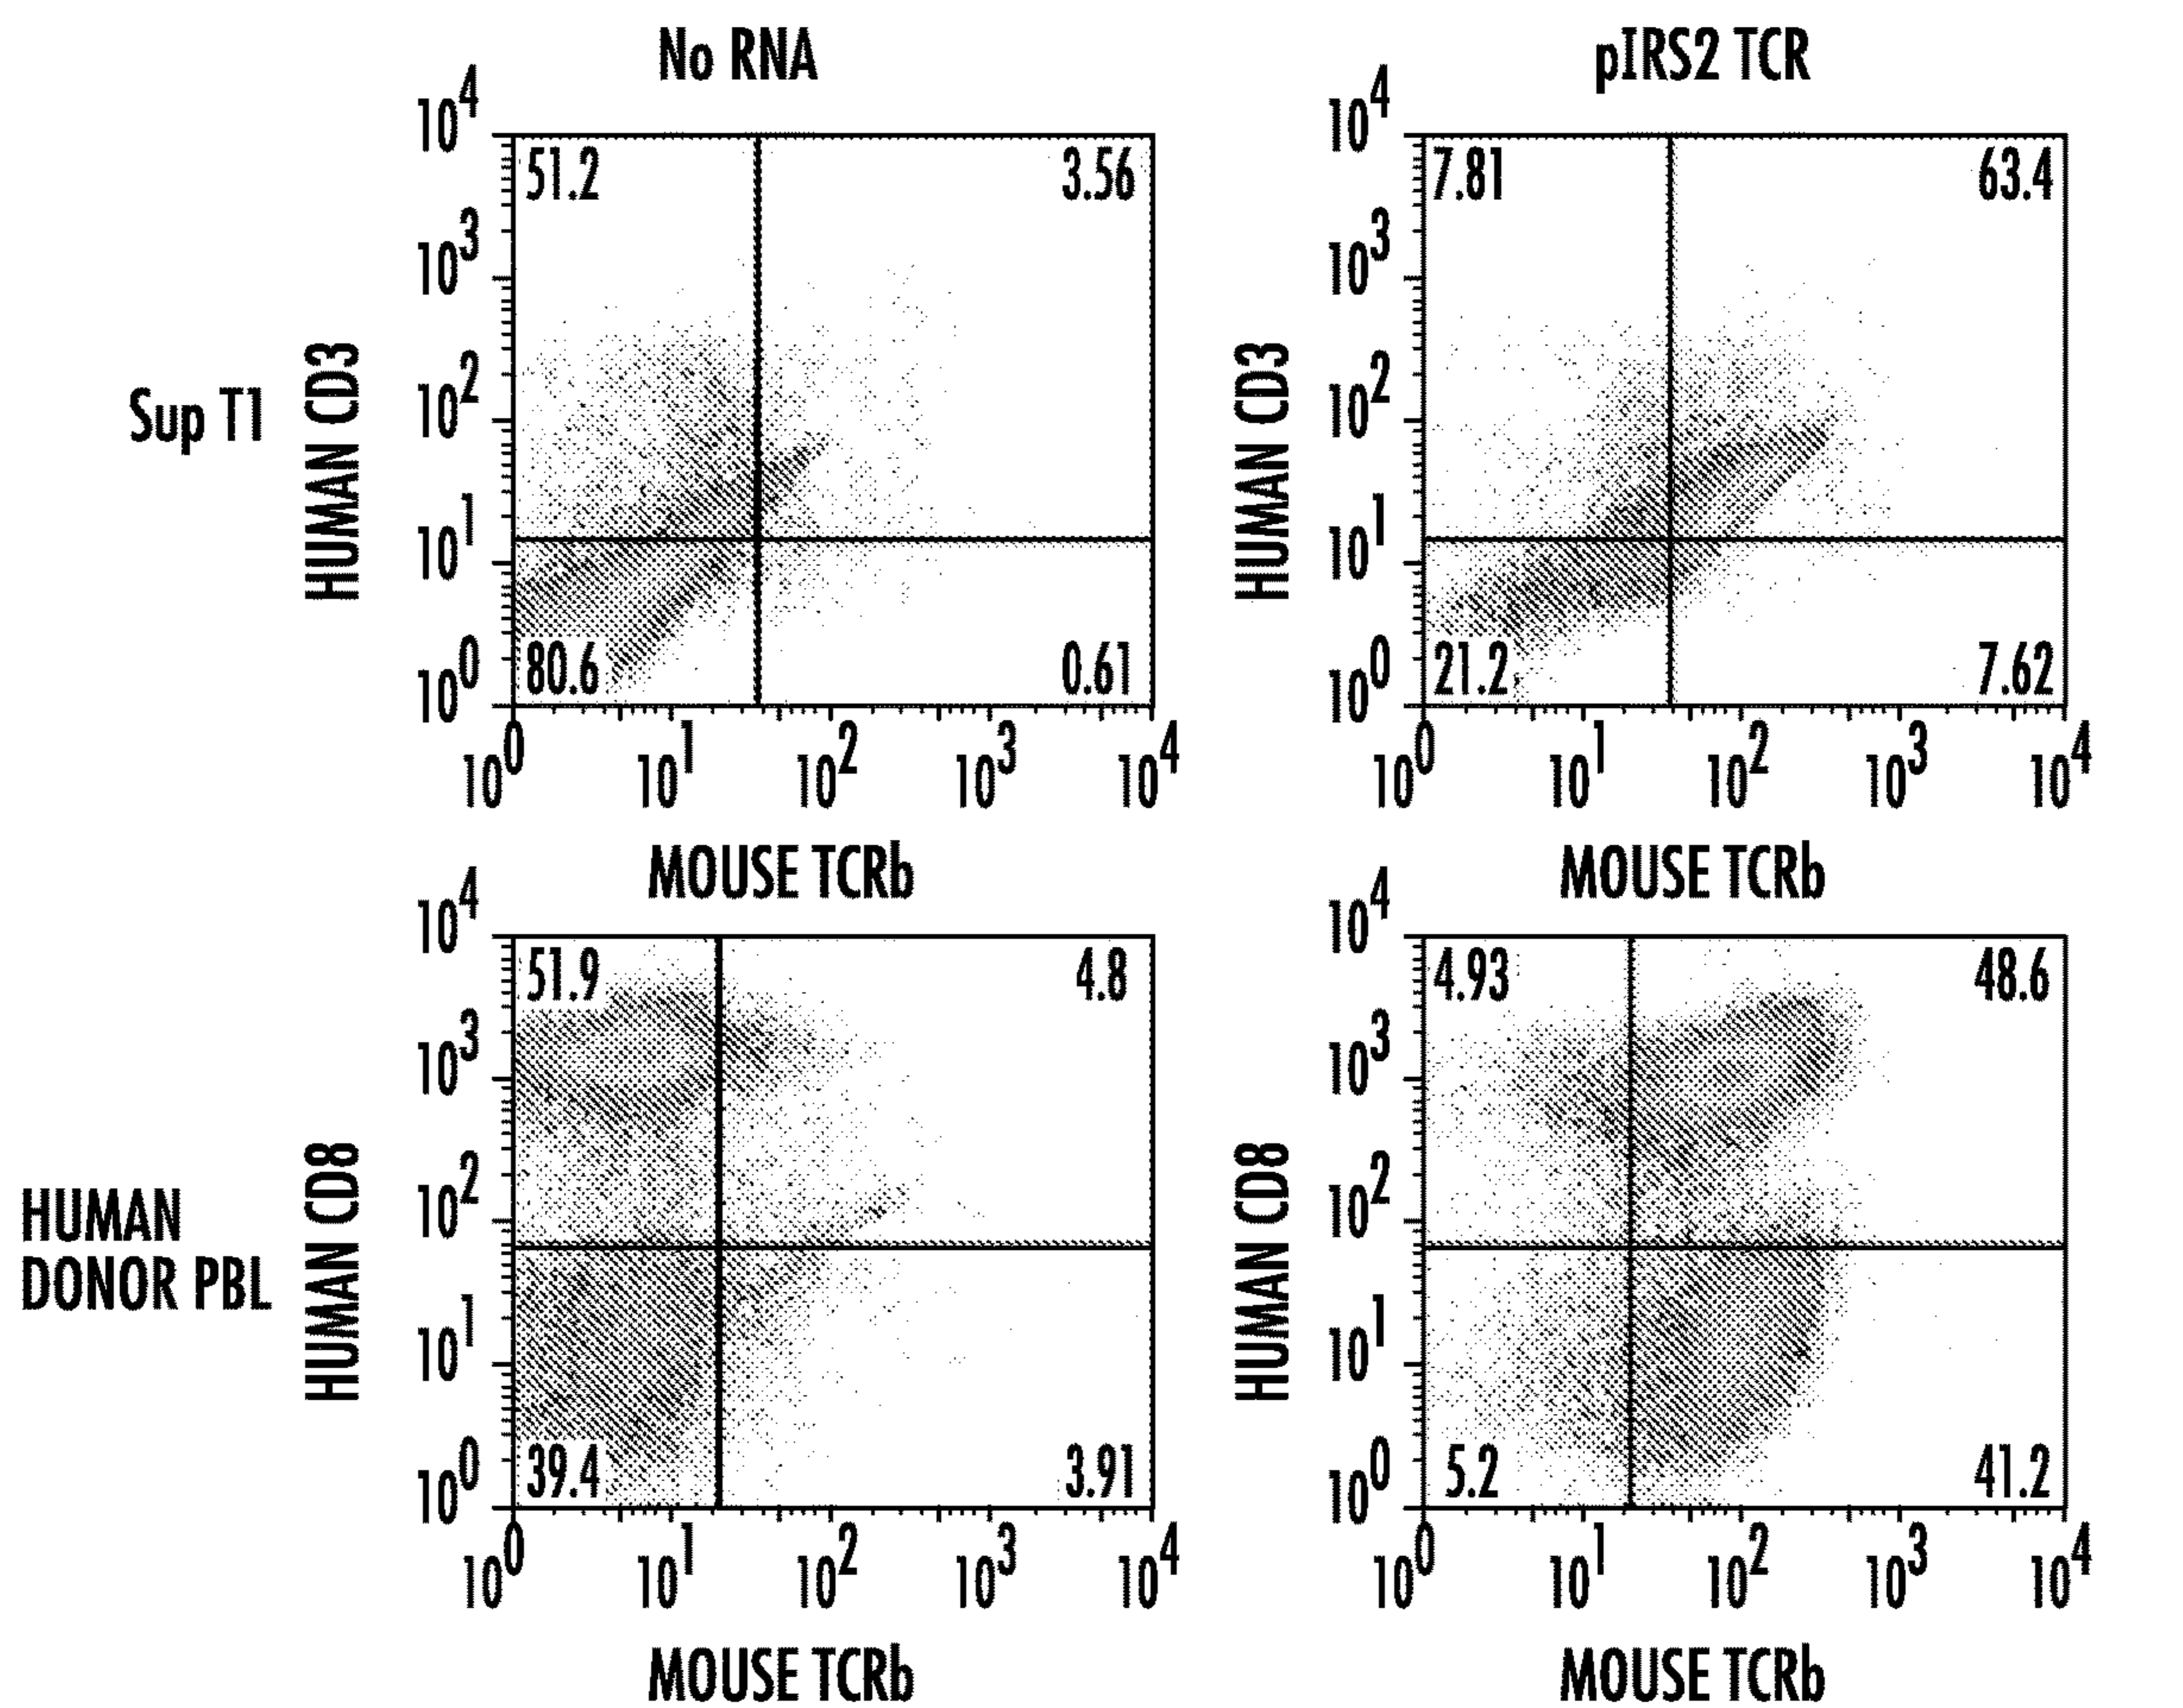 No RNA
pIRS2 TCR
Sup T1
HUMAN CD3
10^4
10^3
10^2
10^1
10^0
51.2
3.56
80.6
0.61
10^0 10^1 10^2 10^3 10^4
MOUSE TCRb
HUMAN CD3
10^4
10^3
10^2
10^1
10^0
7.81
63.4
21.2
7.62
10^0 10^1 10^2 10^3 10^4
MOUSE TCRb
HUMAN
DONOR PBL
HUMAN CD8
10^4
10^3
10^2
10^1
10^0
51.9
4.8
39.4
3.91
10^0 10^1 10^2 10^3 10^4
MOUSE TCRb
HUMAN CD8
10^4
10^3
10^2
10^1
10^0
4.93
48.6
5.2
41.2
10^0 10^1 10^2 10^3 10^4
MOUSE TCRb